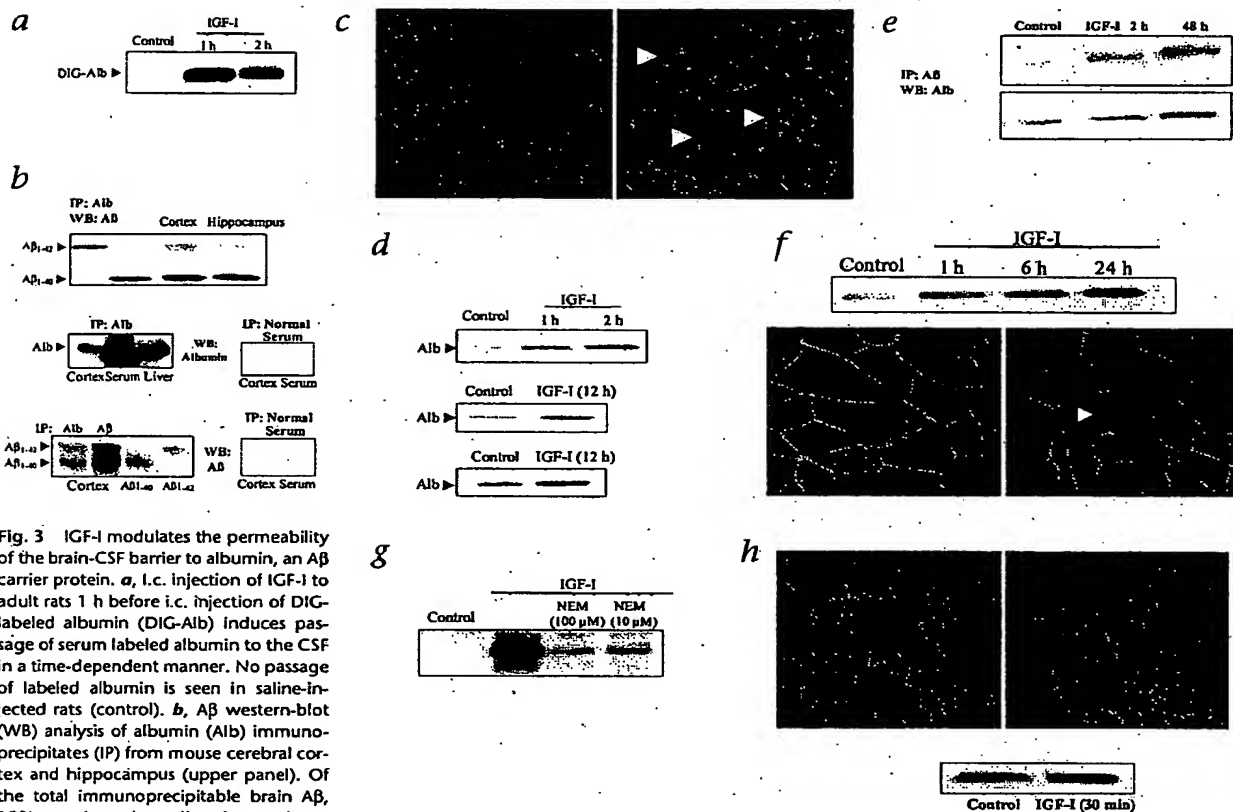 a
IGF-I
Control 1 h 2 h
DIG-Alb
b
IP: Alb
WB: Aβ
Cortex Hippocampus
Aβ1-42
Aβ1-40
IP: Alb
Alb
Cortex Serum Liver
WB: Albumin
IP: Normal Serum
Cortex Serum
IP: Alb Aβ
Aβ1-42
Aβ1-40
Cortex Aβ1-40 Aβ1-42
WB: Aβ
IP: Normal Serum
Cortex Serum
c
d
IGF-I
Control 1 h 2 h
Alb
Control IGF-I (12 h)
Alb
Control IGF-I (12 h)
Alb
e
Control IGF-I 2 h 48 h
IP: Aβ
WB: Alb
f
IGF-I
Control 1 h 6 h 24 h
g
IGF-I
Control NEM (100 μM) NEM (10 μM)
h
Control IGF-I (30 min)
Fig. 3 IGF-I modulates the permeability
of the brain-CSF barrier to albumin, an Aβ
carrier protein. a, i.c. injection of IGF-I to
adult rats 1 h before i.c. injection of DIG-
labeled albumin (DIG-Alb) induces pas-
sage of serum labeled albumin to the CSF
in a time-dependent manner. No passage
of labeled albumin is seen in saline-in-
jected rats (control). b, Aβ western-blot
(WB) analysis of albumin (Alb) immuno-
precipitates (IP) from mouse cerebral cor-
tex and hippocampus (upper panel). Of
the total immunoprecipitable brain Aβ,